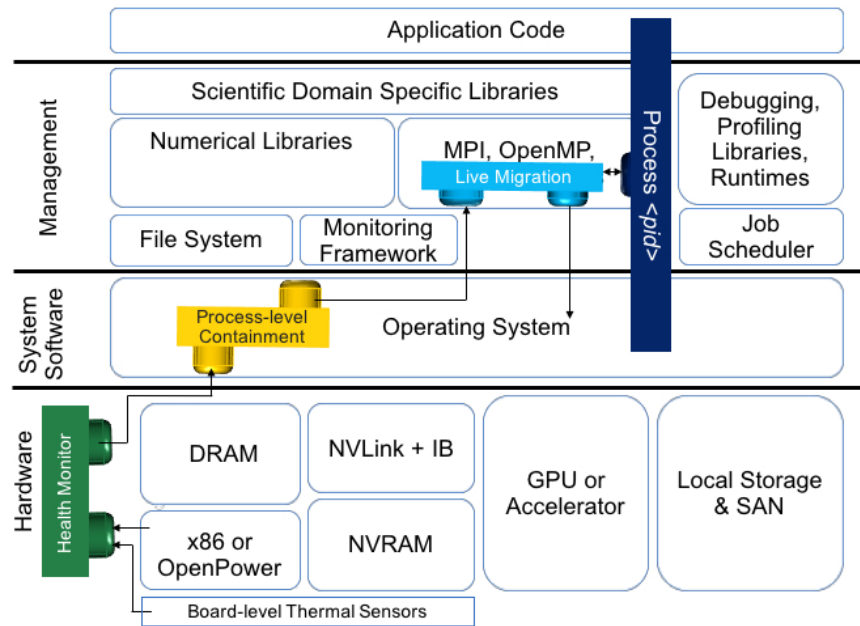 Application Code
Management
Scientific Domain Specific Libraries
Numerical Libraries
MPI, OpenMP,
Live Migration
Process <pid>
Debugging,
Profiling
Libraries,
Runtimes
File System
Monitoring
Framework
Job
Scheduler
System
Software
Process-level
Containment
Operating System
Hardware
Health Monitor
DRAM
NVLink + IB
GPU or
Accelerator
Local Storage
& SAN
x86 or
OpenPower
NVRAM
Board-level Thermal Sensors